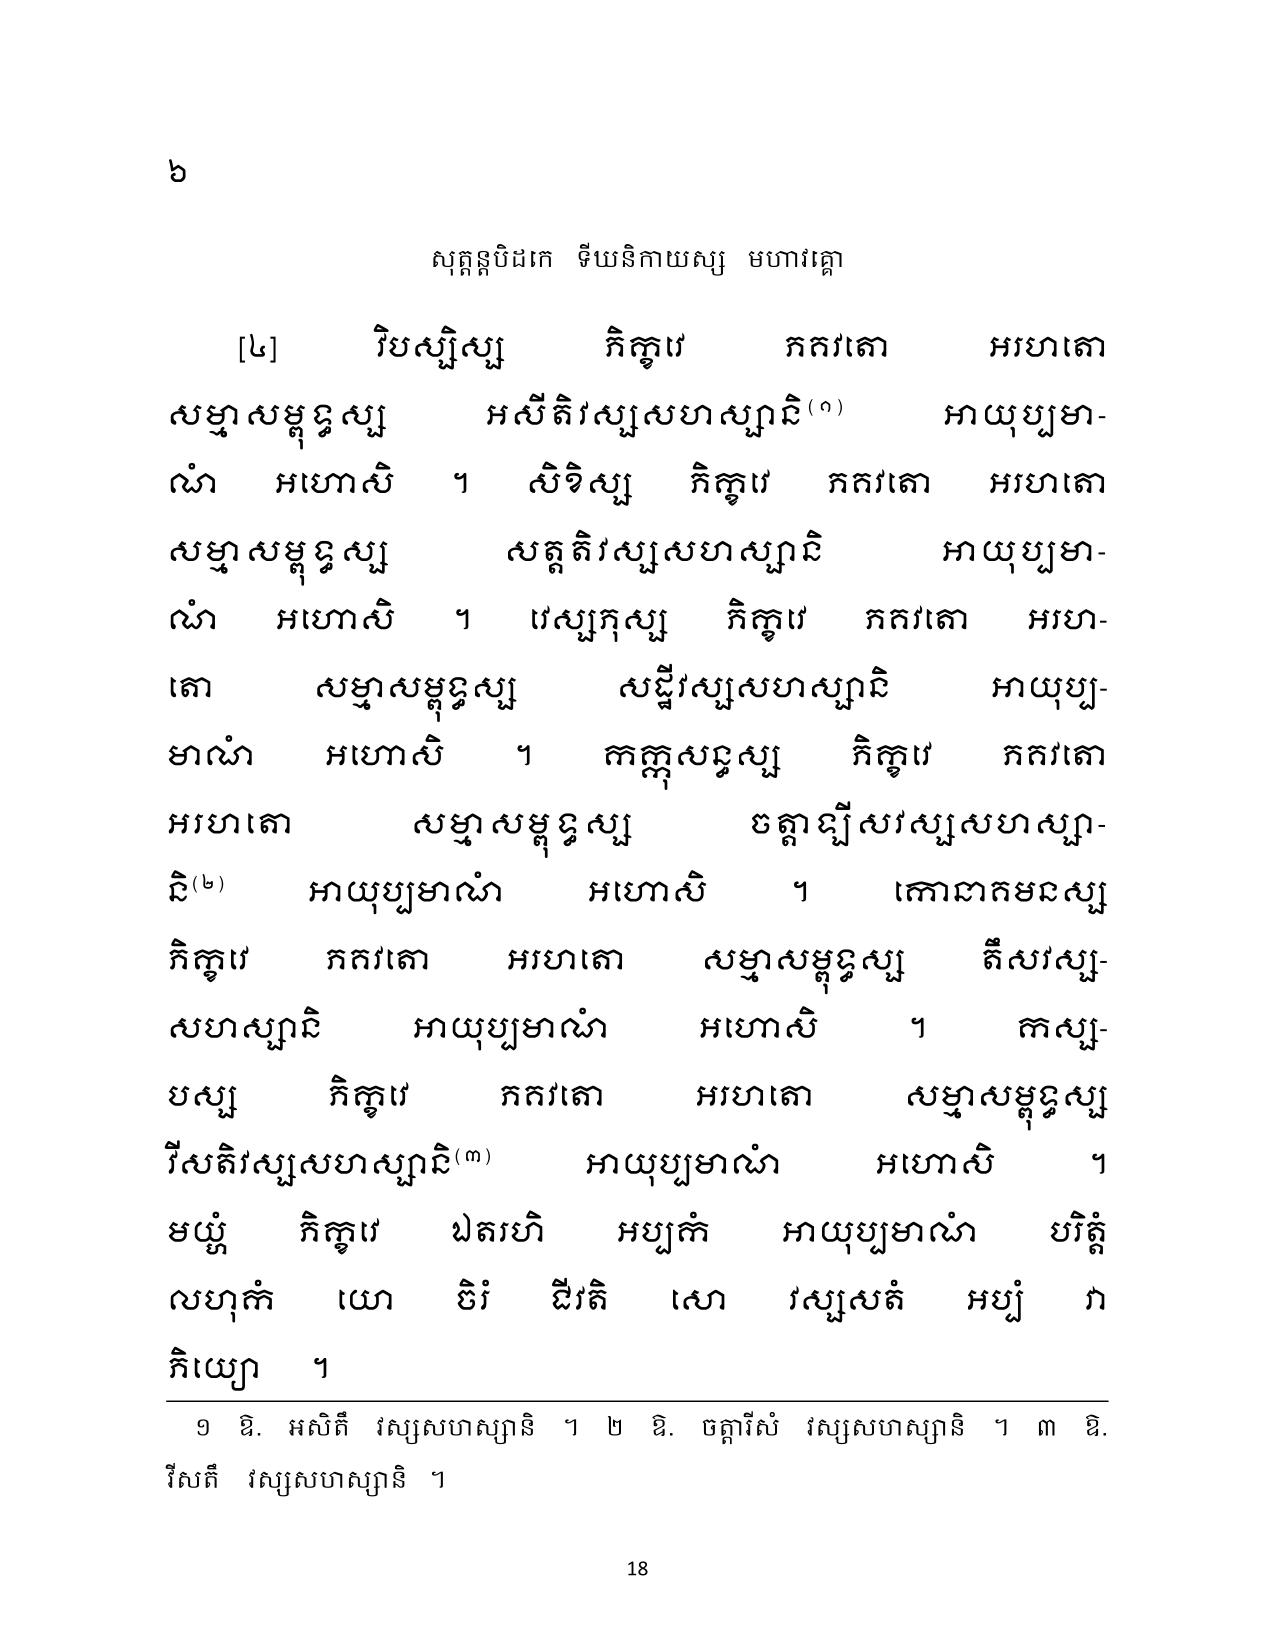 ៦
សុត្តន្តបិដកេ ទីឃនិកាយស្ស មហាវគ្គោ
[៤] វិបស្សិស្ស ភិក្ខវេ ភគវតោ អរហតោ
សម្មាសម្ពុទ្ធស្ស អសីតិវស្សសហស្សានិ(១) អាយុប្បមា-
ណំ អហោសិ ។ សិខិស្ស ភិក្ខវេ ភគវតោ អរហតោ
សម្មាសម្ពុទ្ធស្ស សត្តតិវស្សសហស្សានិ អាយុប្បមា-
ណំ អហោសិ ។ វេស្សភុស្ស ភិក្ខវេ ភគវតោ អរហ-
តោ សម្មាសម្ពុទ្ធស្ស សដ្ឋីវស្សសហស្សានិ អាយុប្ប-
មាណំ អហោសិ ។ កក្កុសន្ធស្ស ភិក្ខវេ ភគវតោ
អរហតោ សម្មាសម្ពុទ្ធស្ស ចត្តាឡីសវស្សសហស្សា-
និ(២) អាយុប្បមាណំ អហោសិ ។ កោនាគមនស្ស
ភិក្ខវេ ភគវតោ អរហតោ សម្មាសម្ពុទ្ធស្ស តឹសវស្ស-
សហស្សានិ អាយុប្បមាណំ អហោសិ ។ កស្ស-
បស្ស ភិក្ខវេ ភគវតោ អរហតោ សម្មាសម្ពុទ្ធស្ស
វីសតិវស្សសហស្សានិ(៣) អាយុប្បមាណំ អហោសិ ។
មយ្ហំ ភិក្ខវេ ឯតរហិ អប្បកំ អាយុប្បមាណំ បរិត្តំ
លហុកំ យោ ចិរំ ជីវតិ សោ វស្សសតំ អប្បំ វា
ភិយ្យោ ។
១ ឱ. អសិតឹ វស្សសហស្សានិ ។ ២ ឱ. ចត្តារីសំ វស្សសហស្សានិ ។ ៣ ឱ.
វីសតឹ វស្សសហស្សានិ ។
18